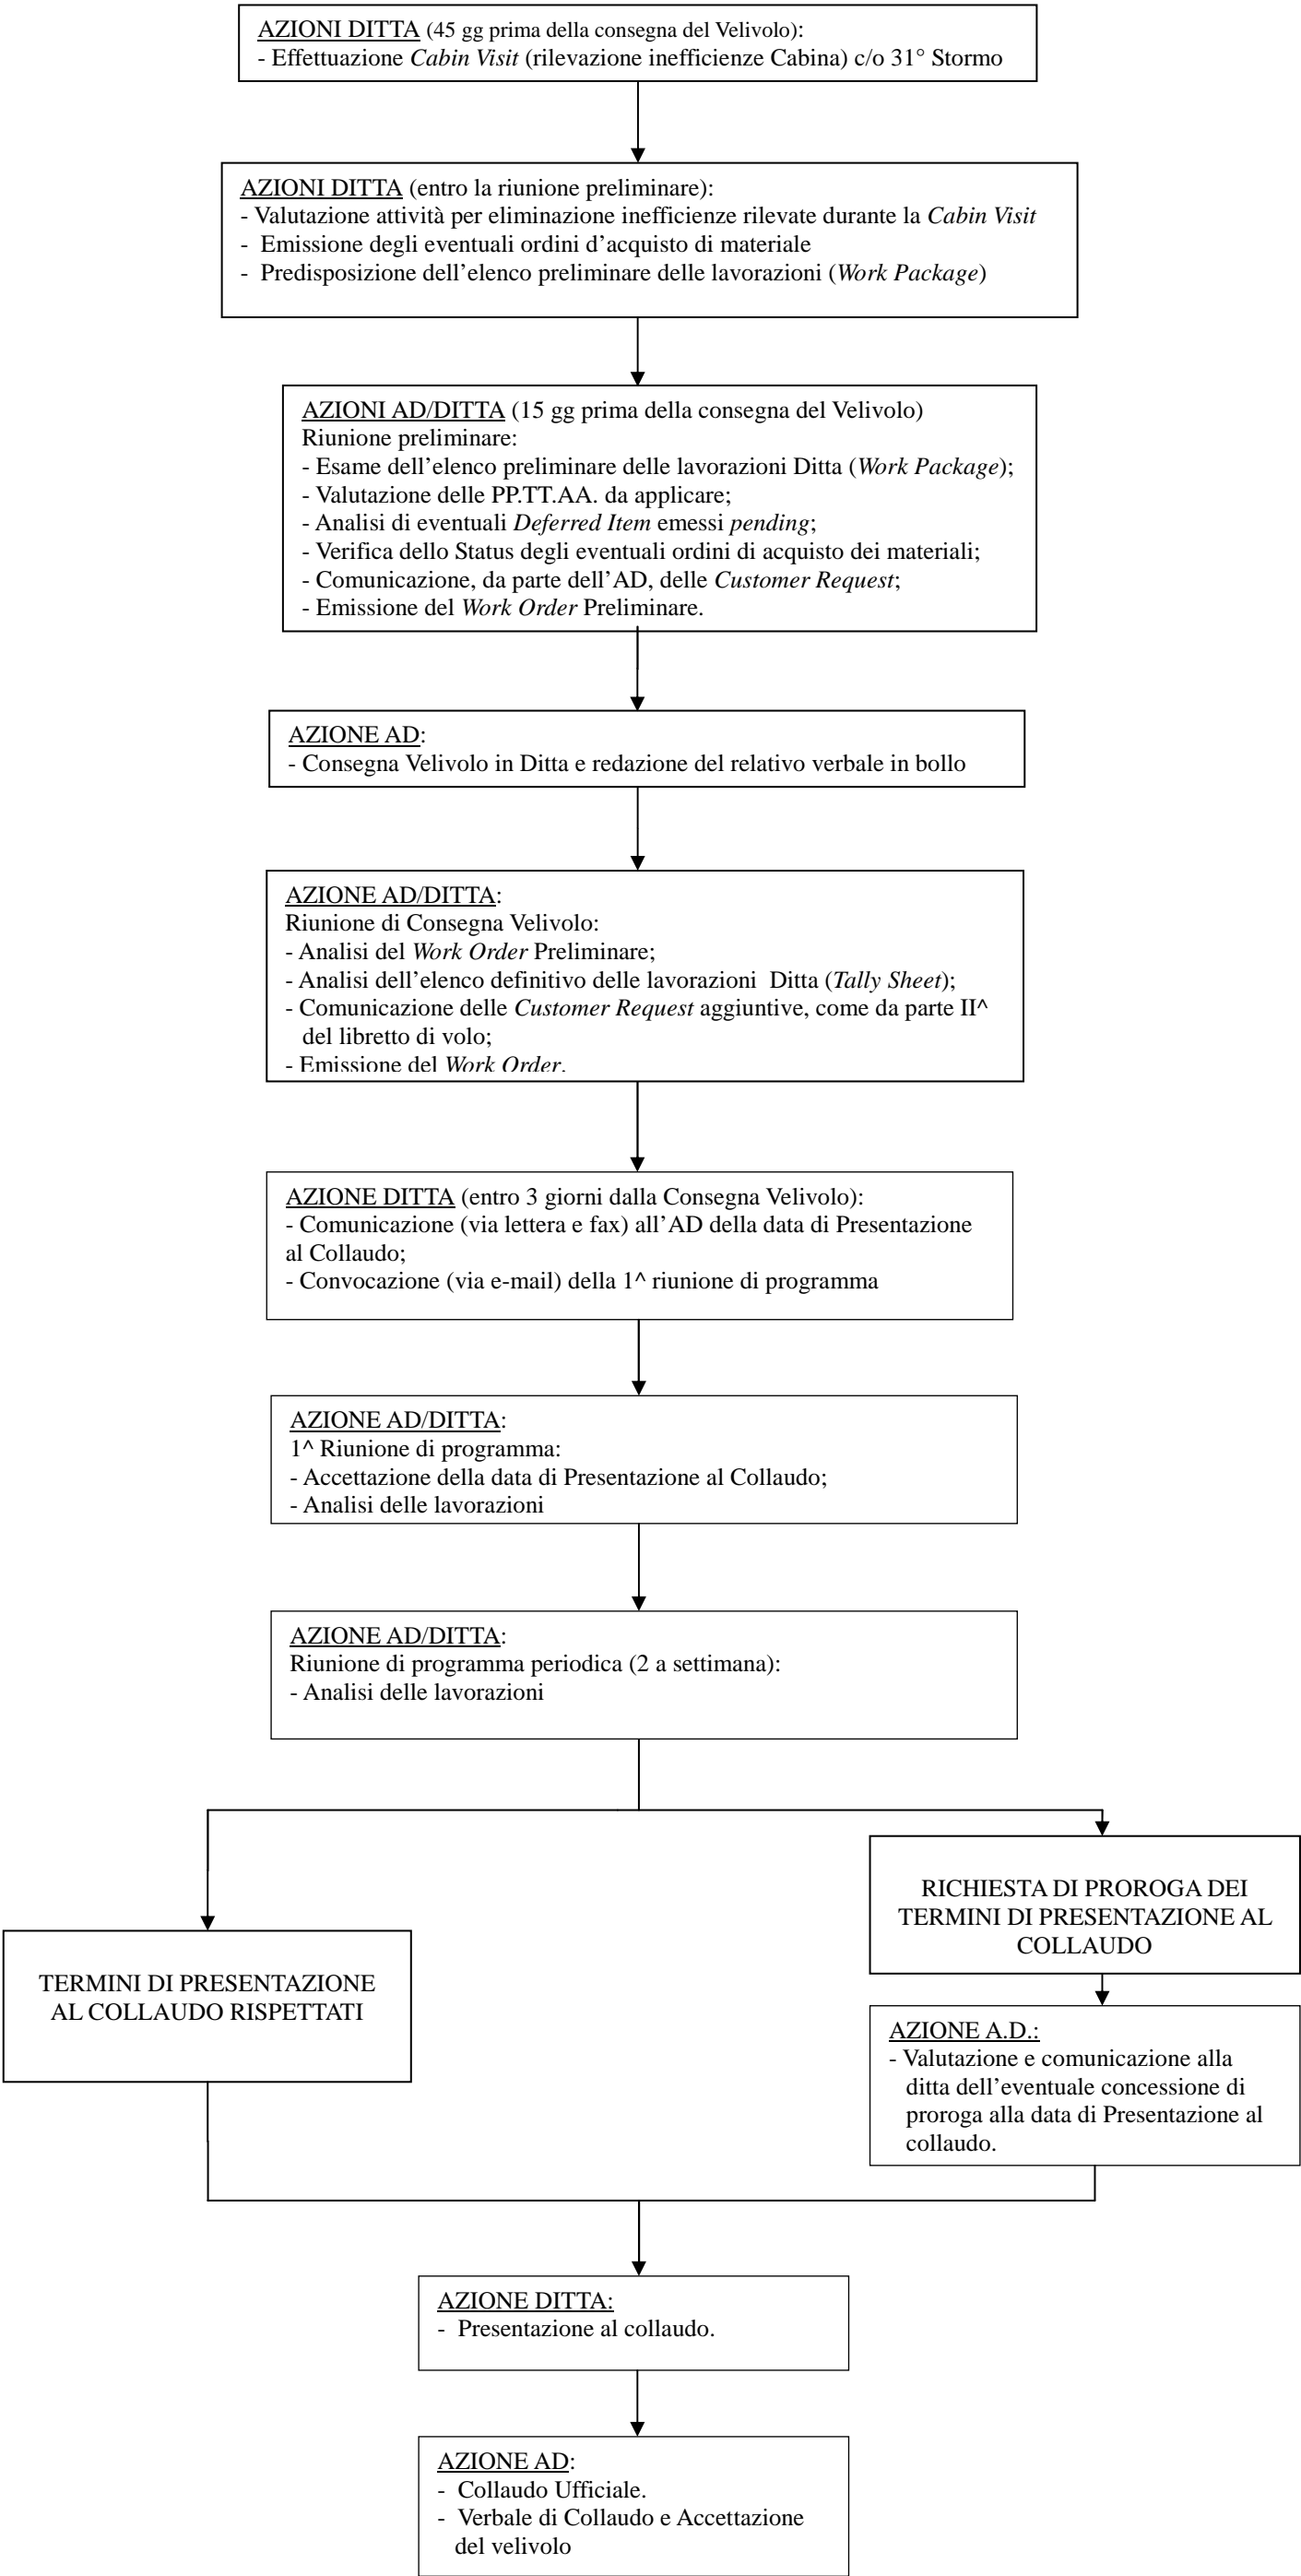 AZIONI DITTA (45 gg prima della consegna del Velivolo):
- Effettuazione Cabin Visit (rilevazione inefficienze Cabina) c/o 31° Stormo
AZIONI DITTA (entro la riunione preliminare):
- Valutazione attività per eliminazione inefficienze rilevate durante la Cabin Visit
- Emissione degli eventuali ordini d’acquisto di materiale
- Predisposizione dell’elenco preliminare delle lavorazioni (Work Package)
AZIONI AD/DITTA (15 gg prima della consegna del Velivolo)
Riunione preliminare:
- Esame dell’elenco preliminare delle lavorazioni Ditta (Work Package);
- Valutazione delle PP.TT.AA. da applicare;
- Analisi di eventuali Deferred Item emessi pending;
- Verifica dello Status degli eventuali ordini di acquisto dei materiali;
- Comunicazione, da parte dell’AD, delle Customer Request;
- Emissione del Work Order Preliminare.
AZIONE AD:
- Consegna Velivolo in Ditta e redazione del relativo verbale in bollo
AZIONE AD/DITTA:
Riunione di Consegna Velivolo:
- Analisi del Work Order Preliminare;
- Analisi dell’elenco definitivo delle lavorazioni Ditta (Tally Sheet);
- Comunicazione delle Customer Request aggiuntive, come da parte II^
del libretto di volo;
- Emissione del Work Order.
AZIONE DITTA (entro 3 giorni dalla Consegna Velivolo):
- Comunicazione (via lettera e fax) all’AD della data di Presentazione
al Collaudo;
- Convocazione (via e-mail) della 1^ riunione di programma
AZIONE AD/DITTA:
1^ Riunione di programma:
- Accettazione della data di Presentazione al Collaudo;
- Analisi delle lavorazioni
AZIONE AD/DITTA:
Riunione di programma periodica (2 a settimana):
- Analisi delle lavorazioni
RICHIESTA DI PROROGA DEI
TERMINI DI PRESENTAZIONE AL
COLLAUDO
TERMINI DI PRESENTAZIONE
AL COLLAUDO RISPETTATI
AZIONE A.D.:
- Valutazione e comunicazione alla
ditta dell’eventuale concessione di
proroga alla data di Presentazione al
collaudo.
AZIONE DITTA:
- Presentazione al collaudo.
AZIONE AD:
- Collaudo Ufficiale.
- Verbale di Collaudo e Accettazione
del velivolo